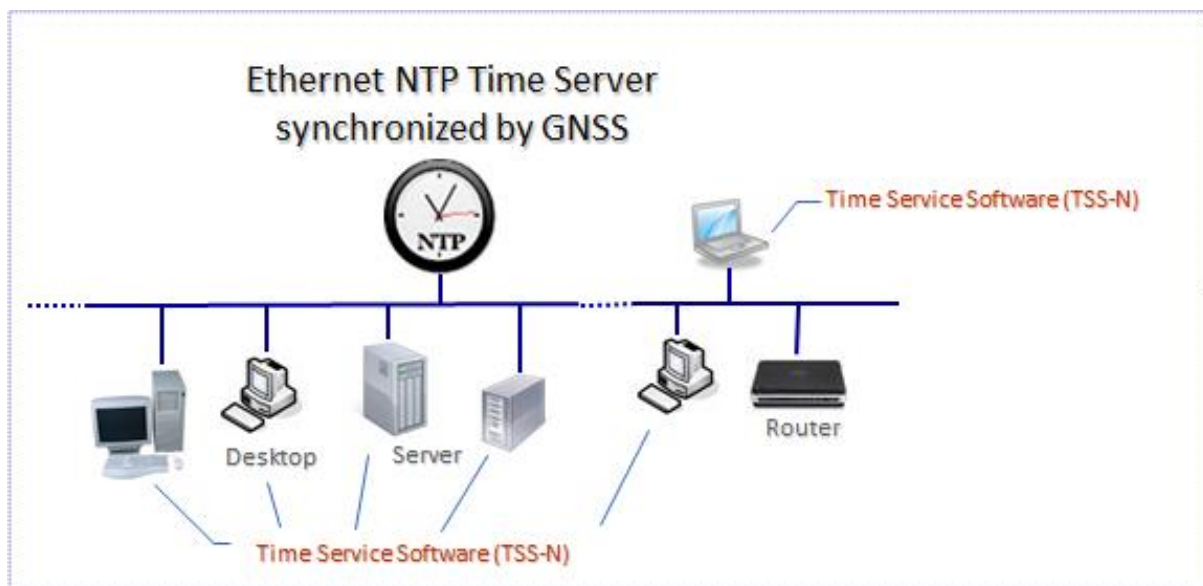 Ethernet NTP Time Server
synchronized by GNSS
NTP
Time Service Software (TSS-N)
Desktop
Server
Router
Time Service Software (TSS-N)